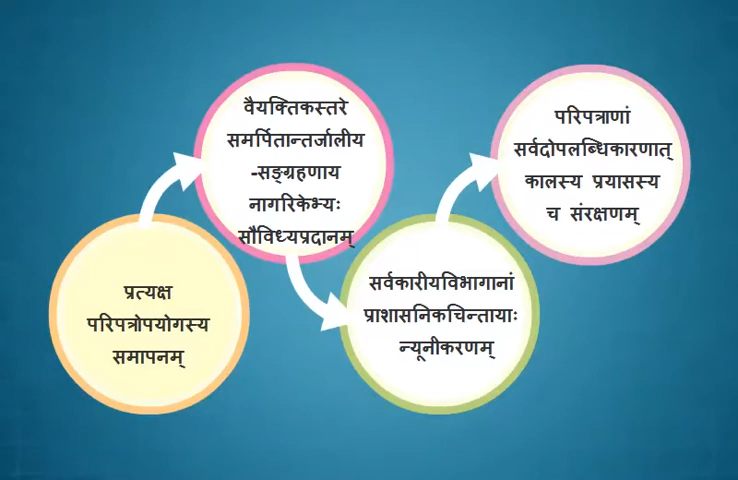 प्रत्यक्ष
परिपत्रोपयोगस्य
समापनम्
वैयक्तिकस्तरे
समर्पितान्तर्जालीय
-सङ्ग्रहणाय
नागरिकेभ्यः
सौविध्यप्रदानम्
सर्वकारीयविभागानां
प्राशासनिकचिन्तायाः
न्यूनीकरणम्
परिपत्राणां
सर्वदोपलब्धिकारणात्
कालस्य प्रयासस्य
च संरक्षणम्